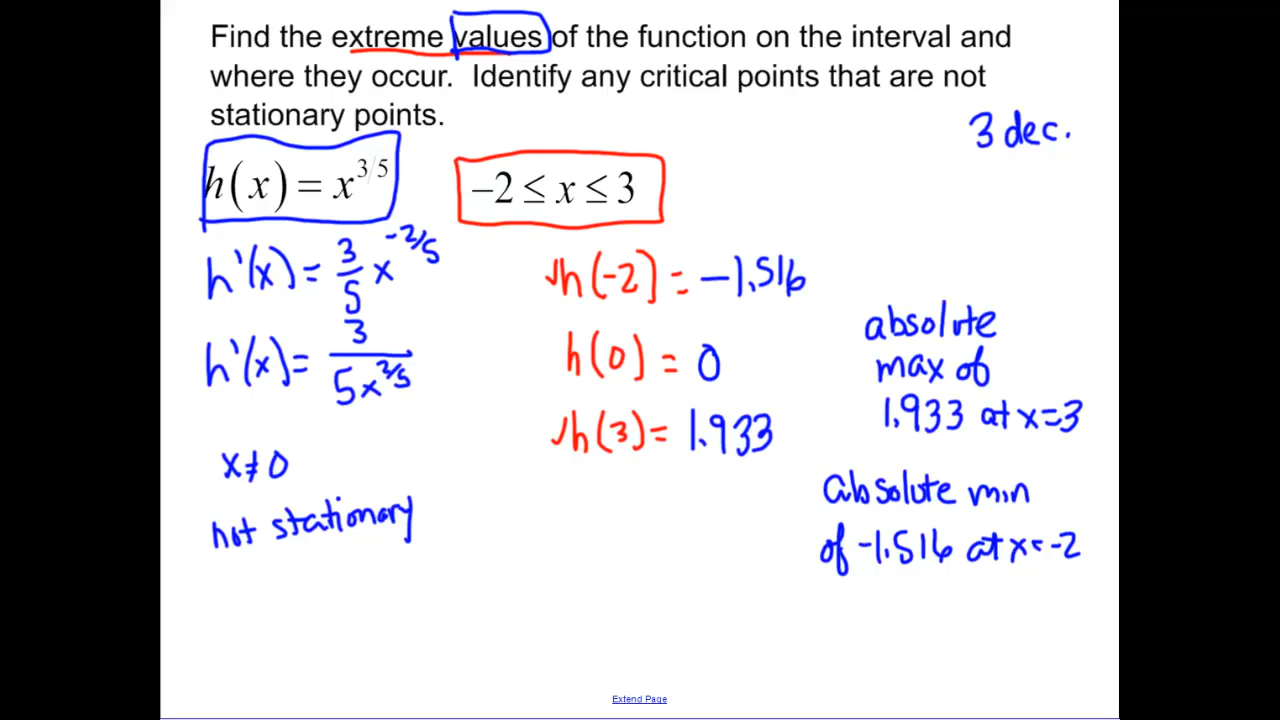 Find the extreme values of the function on the interval and
where they occur. Identify any critical points that are not
stationary points.
3 dec.
h(x) = x^{3/5}
-2 ≤ x ≤ 3
h'(x) = 3/5 x^{-2/5}
h'(x) = 3/(5x^{2/5})
x ≠ 0
not stationary
√h(-2) = -1.516
h(0) = 0
√h(3) = 1.933
absolute
max of
1.933 at x=3
absolute min
of -1.516 at x=-2
Extend Page